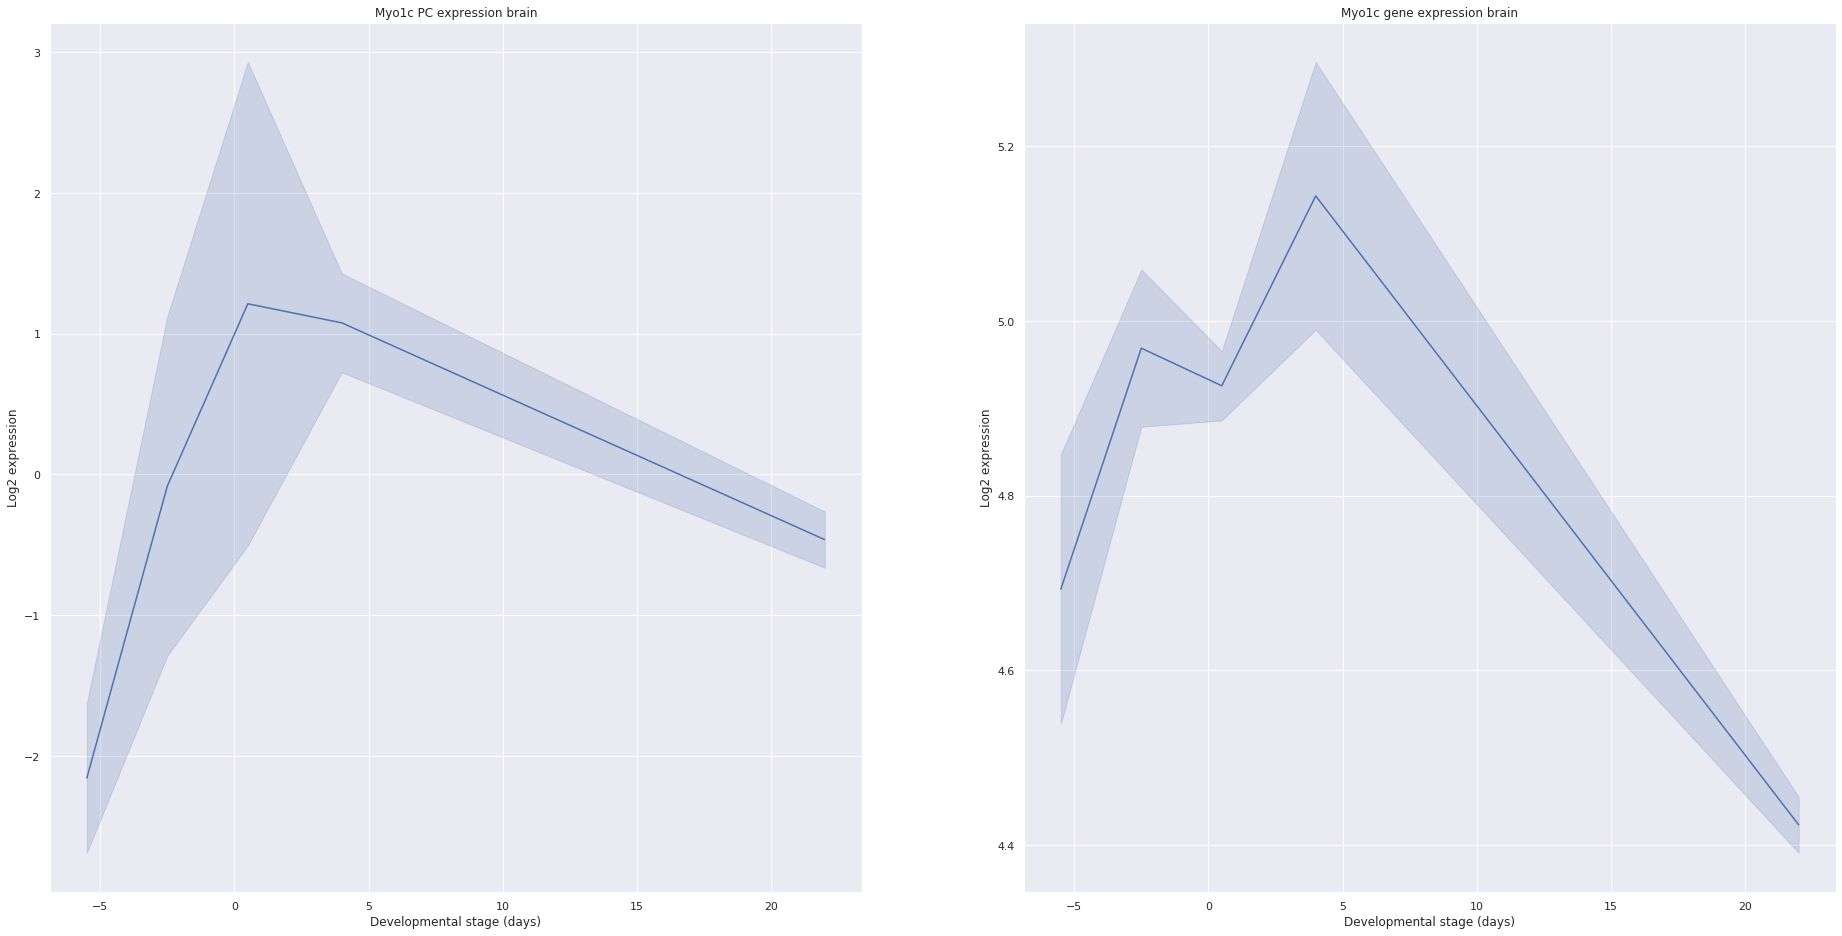 Myo1c PC expression brain
3
2
1
0
−1
−2
Log2 expression
−5 0 5 10 15 20
Developmental stage (days)
Myo1c gene expression brain
5.2
5.0
4.8
4.6
4.4
Log2 expression
−5 0 5 10 15 20
Developmental stage (days)